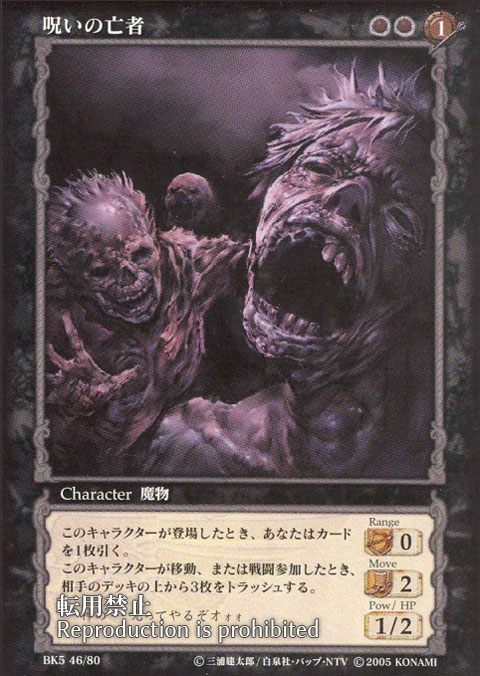 呪いの亡者
1
Character 魔物
このキャラクターが登場したとき、あなたはカード
を1枚引く。
このキャラクターが移動、または戦闘参加したとき、
相手のデッキの上から3枚をトラッシュする。
てやるぞオォォ
転用禁止
Reproduction is prohibited
Range
0
Move
2
Pow/ HP
1/2
BK5 46/80
©三浦建太郎/白泉社・バップ・NTV ©2005 KONAMI